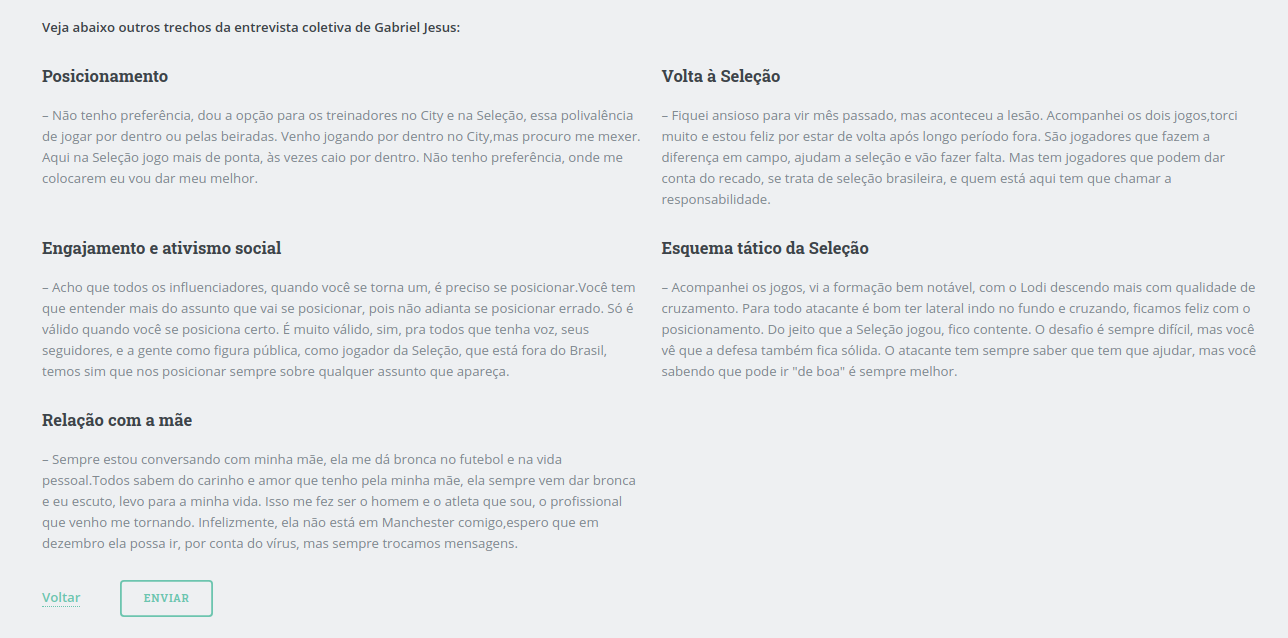 Veja abaixo outros trechos da entrevista coletiva de Gabriel Jesus:
Posicionamento
– Não tenho preferência, dou a opção para os treinadores no City e na Seleção, essa polivalência
de jogar por dentro ou pelas beiradas. Venho jogando por dentro no City,mas procuro me mexer.
Aqui na Seleção jogo mais de ponta, às vezes caio por dentro. Não tenho preferência, onde me
colocarem eu vou dar meu melhor.
Volta à Seleção
– Fiquei ansioso para vir mês passado, mas aconteceu a lesão. Acompanhei os dois jogos,torci
muito e estou feliz por estar de volta após longo período fora. São jogadores que fazem a
diferença em campo, ajudam a seleção e vão fazer falta. Mas tem jogadores que podem dar
conta do recado, se trata de seleção brasileira, e quem está aqui tem que chamar a
responsabilidade.
Engajamento e ativismo social
– Acho que todos os influenciadores, quando você se torna um, é preciso se posicionar.Você tem
que entender mais do assunto que vai se posicionar, pois não adianta se posicionar errado. Só é
válido quando você se posiciona certo. É muito válido, sim, pra todos que tenha voz, seus
seguidores, e a gente como figura pública, como jogador da Seleção, que está fora do Brasil,
temos sim que nos posicionar sempre sobre qualquer assunto que apareça.
Esquema tático da Seleção
– Acompanhei os jogos, vi a formação bem notável, com o Lodi descendo mais com qualidade de
cruzamento. Para todo atacante é bom ter lateral indo no fundo e cruzando, ficamos feliz com o
posicionamento. Do jeito que a Seleção jogou, fico contente. O desafio é sempre difícil, mas você
vê que a defesa também fica sólida. O atacante tem sempre saber que tem que ajudar, mas você
sabendo que pode ir "de boa" é sempre melhor.
Relação com a mãe
– Sempre estou conversando com minha mãe, ela me dá bronca no futebol e na vida
pessoal.Todos sabem do carinho e amor que tenho pela minha mãe, ela sempre vem dar bronca
e eu escuto, levo para a minha vida. Isso me fez ser o homem e o atleta que sou, o profissional
que venho me tornando. Infelizmente, ela não está em Manchester comigo,espero que em
dezembro ela possa ir, por conta do vírus, mas sempre trocamos mensagens.
Voltar
ENVIAR